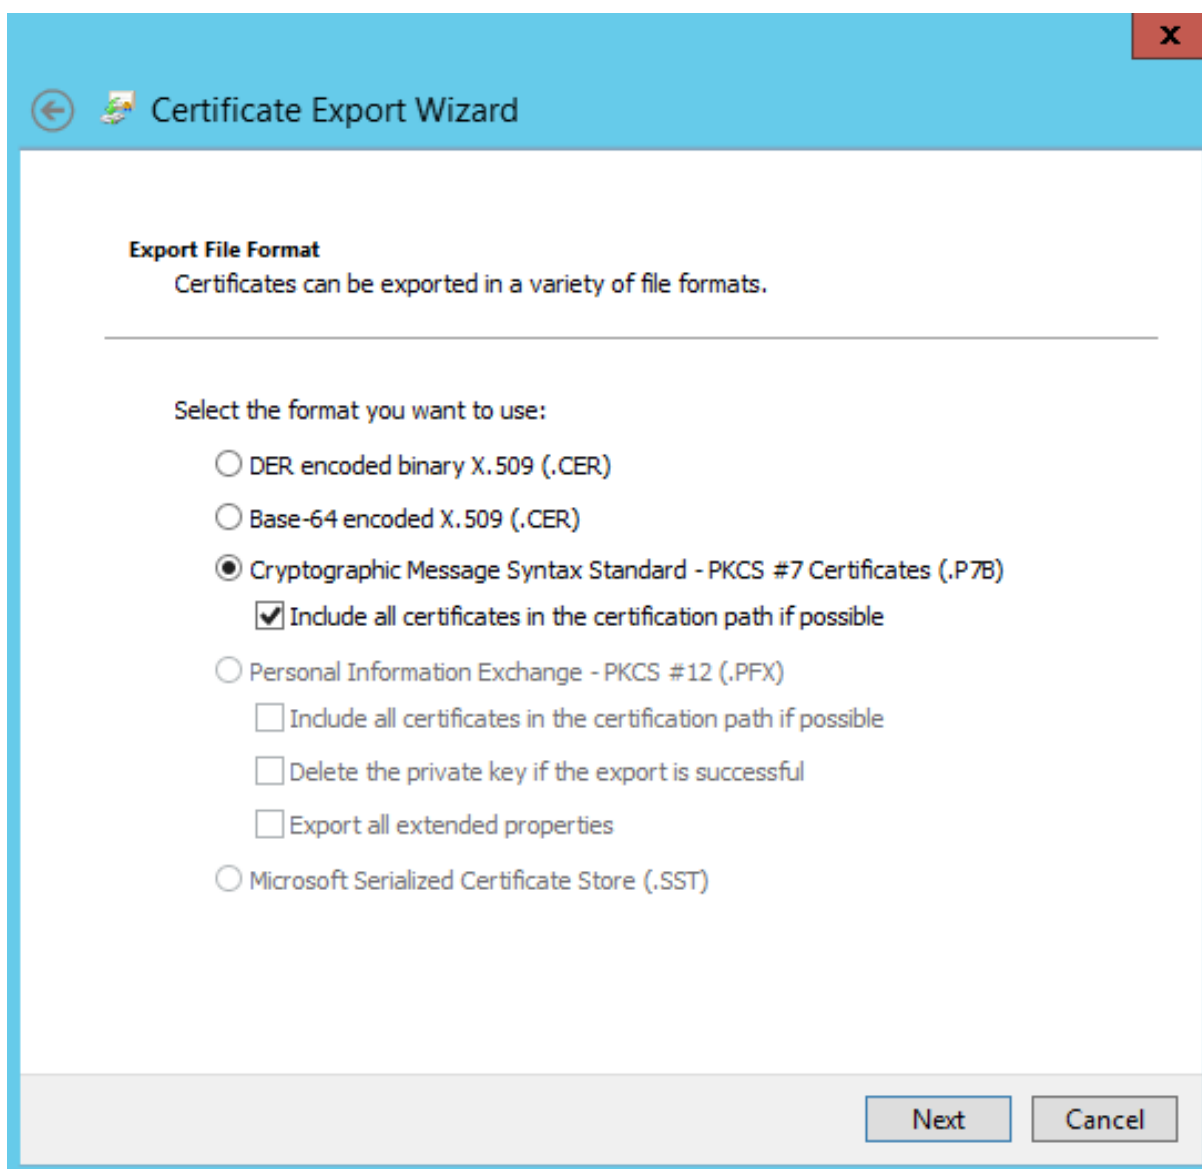 x
Certificate Export Wizard
Export File Format
Certificates can be exported in a variety of file formats.
Select the format you want to use:
DER encoded binary X.509 (.CER)
Base-64 encoded X.509 (.CER)
Cryptographic Message Syntax Standard - PKCS #7 Certificates (.P7B)
Include all certificates in the certification path if possible
Personal Information Exchange - PKCS #12 (.PFX)
Include all certificates in the certification path if possible
Delete the private key if the export is successful
Export all extended properties
Microsoft Serialized Certificate Store (.SST)
Next Cancel